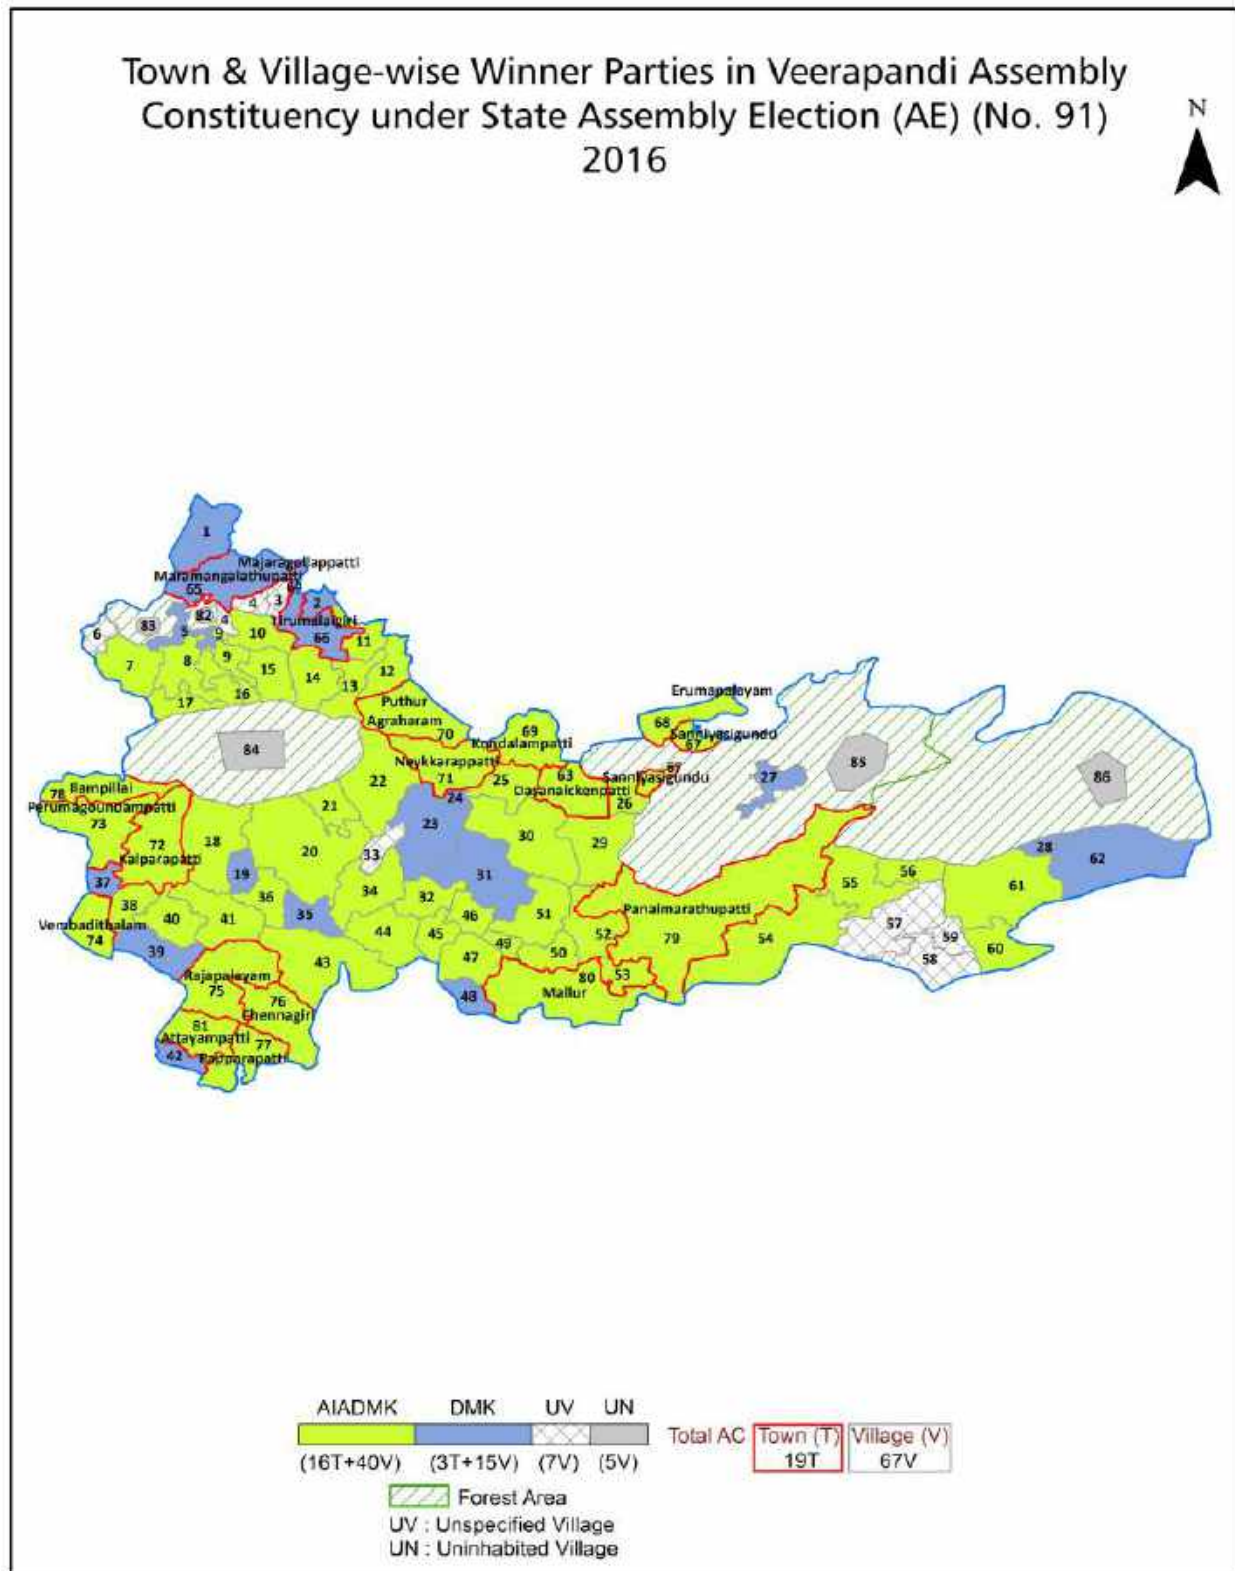 Town & Village-wise Winner Parties in Veerapandi Assembly
Constituency under State Assembly Election (AE) (No. 91)
2016
N
1
Majaragollappatti
Maramangalathupatti
65
4 3 2
82 4
Tirumalaigiri
6 83 5 9 10 66 11
7 8 9 15 14 12
16 13
17
Puthur
Agraharam
70
Erumapalayam
68
69
Sanniyasigundu
67
Kondalampatti
84
Neykkarappatti
85
22 71 25 63
Sanniyasigundu
67
27
86
Dasanaickenpatti
78 Bampillai
Perumagoundampatti
24 26
73 21 23 30
18 20 29
72 33
Kalparapatti
28 62
37 19 31
34
55 56 61
38 36 32
Vembadithalam
40 41 35 46 51
Panaimarathupatti
74 44 45 52 79 54 57 59
39 43 49 50 60
47 58
Rajapalayam
75
80 53
76 48
Mallur
Chennagiri
81
Attayampatti
77
42
Papparapatti
AIADMK DMK UV UN
(16T+40V) (3T+15V) (7V) (5V)
Total AC Town (T) Village (V)
19T 67V
Forest Area
UV : Unspecified Village
UN : Uninhabited Village